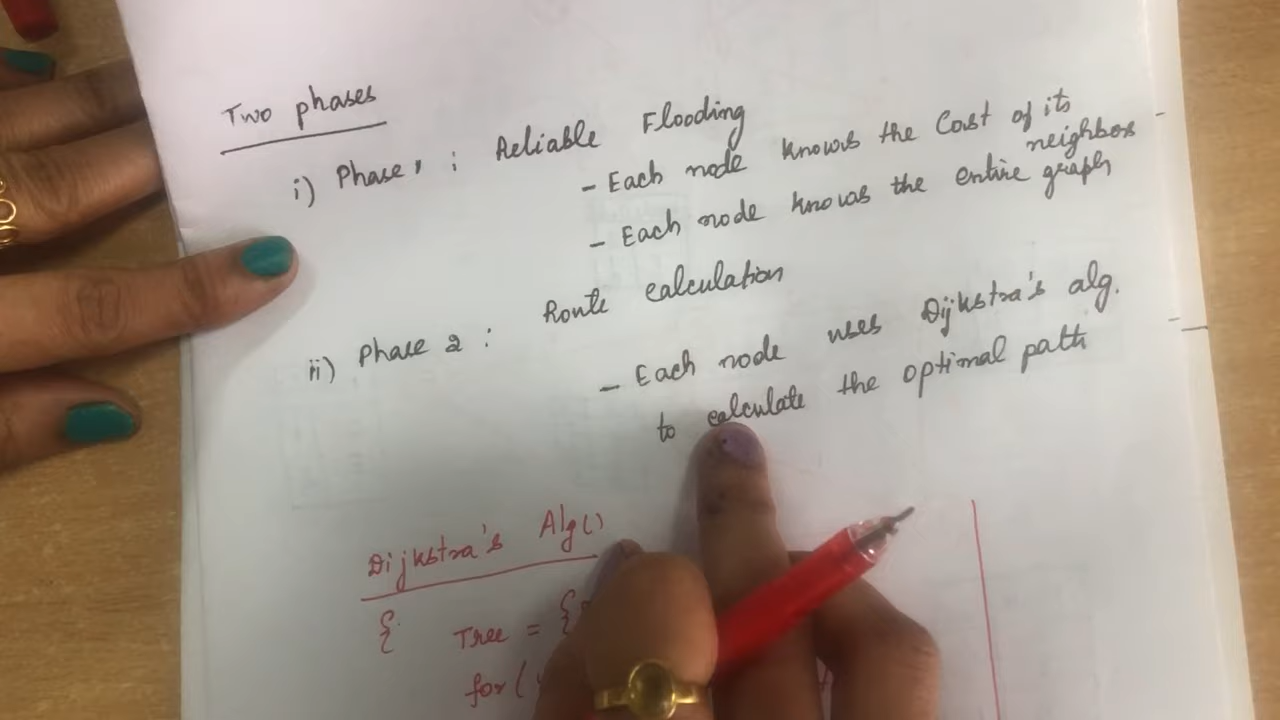 Two phases
i) Phase 1 : Reliable Flooding
- Each node knows the Cost of its neighbor
- Each node knows the entire graph
ii) Phase 2 : Route calculation
- Each node uses Dijkstra's alg.
to calculate the optimal path
Dijkstra's Alg()
{ Tree = {
for (